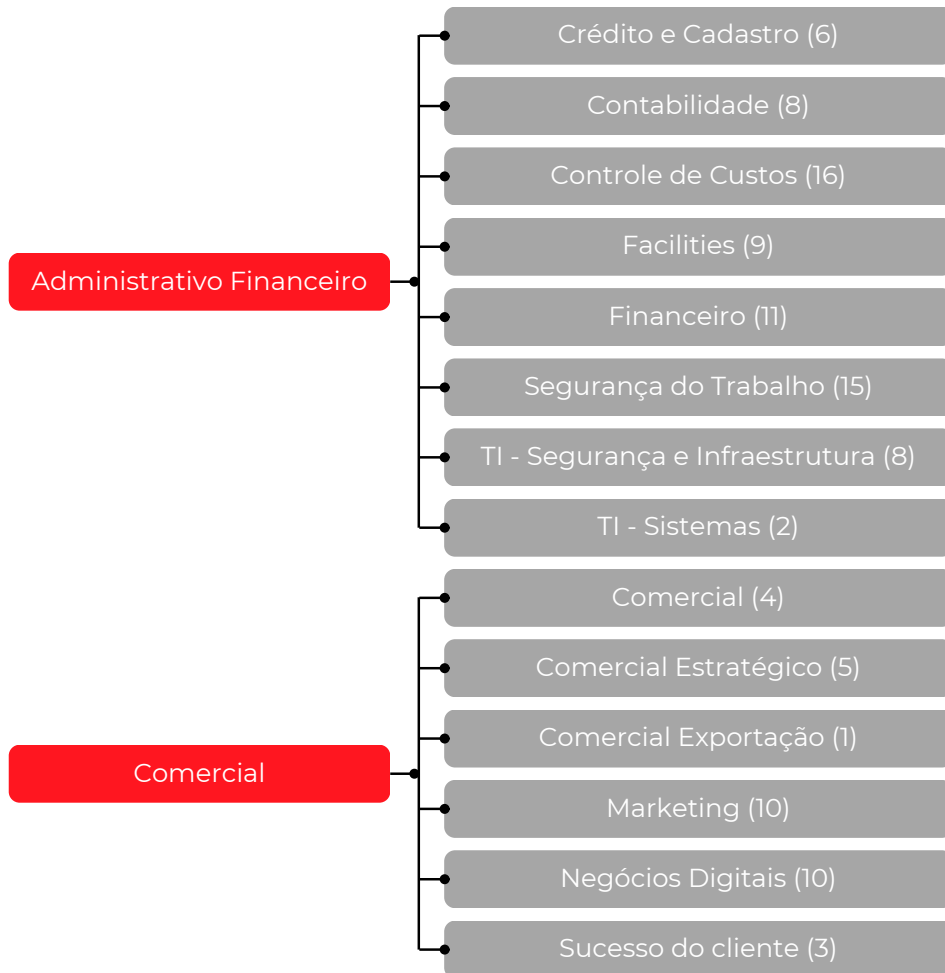 Crédito e Cadastro (6)
Contabilidade (8)
Controle de Custos (16)
Facilities (9)
Administrativo Financeiro
Financeiro (11)
Segurança do Trabalho (15)
TI - Segurança e Infraestrutura (8)
TI - Sistemas (2)
Comercial (4)
Comercial Estratégico (5)
Comercial Exportação (1)
Comercial
Marketing (10)
Negócios Digitais (10)
Sucesso do cliente (3)